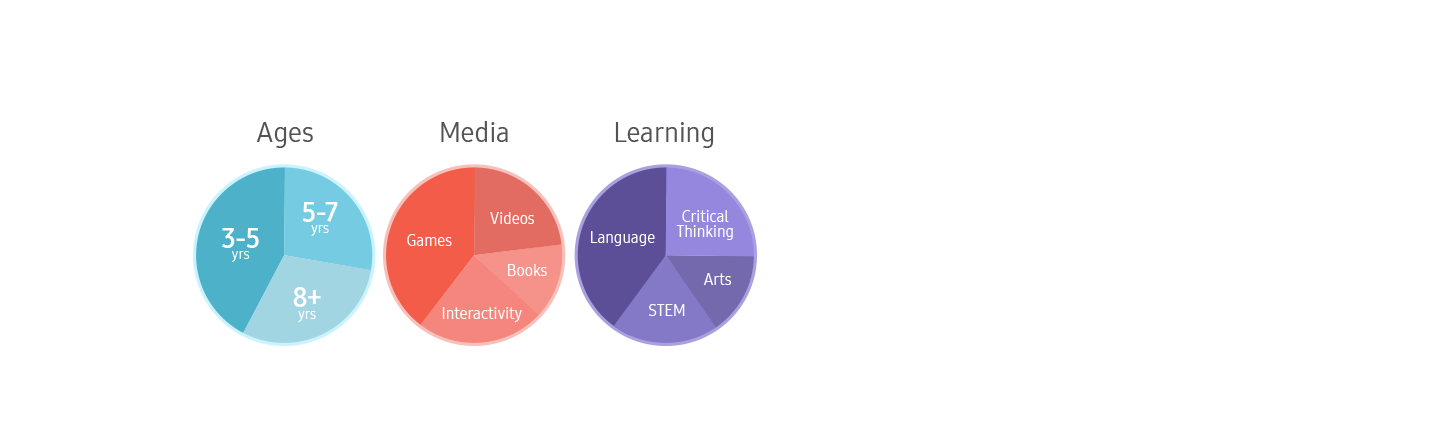 Ages
3-5
yrs
5-7
yrs
8+
yrs
Media
Games
Videos
Books
Interactivity
Learning
Language
Critical
Thinking
Arts
STEM